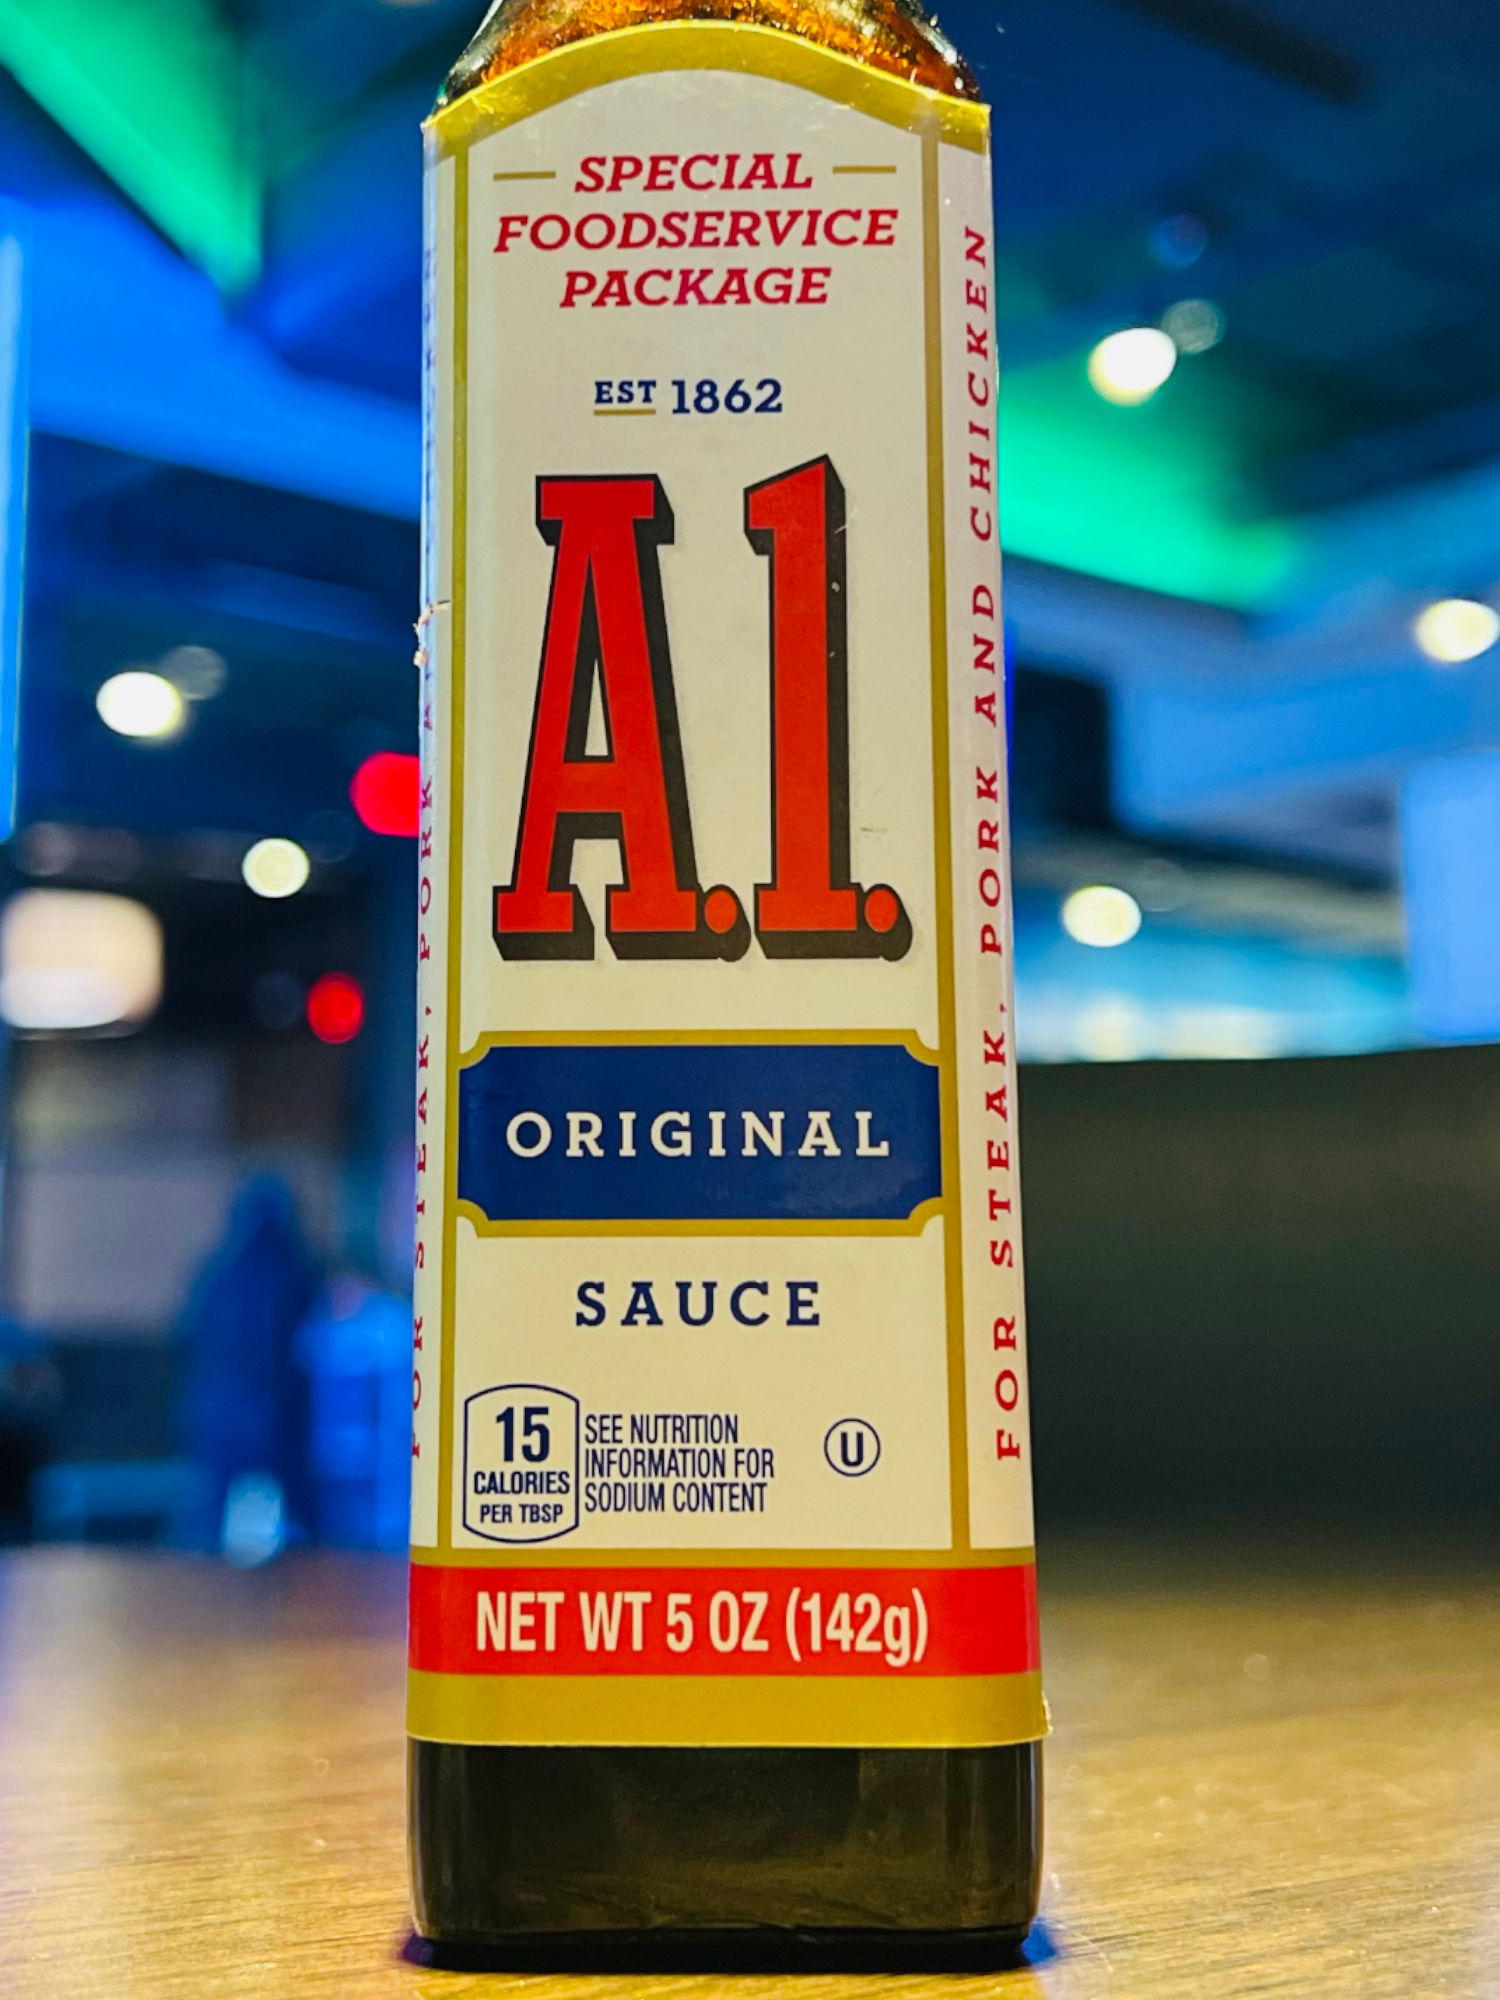 SPECIAL
FOODSERVICE
PACKAGE
EST 1862
A.1.
ORIGINAL
SAUCE
15
CALORIES
PER TBSP
SEE NUTRITION
INFORMATION FOR
SODIUM CONTENT
U
NET WT 5 OZ (142g)
FOR STEAK, PORK AND CHICKEN
FOR STEAK, PORK